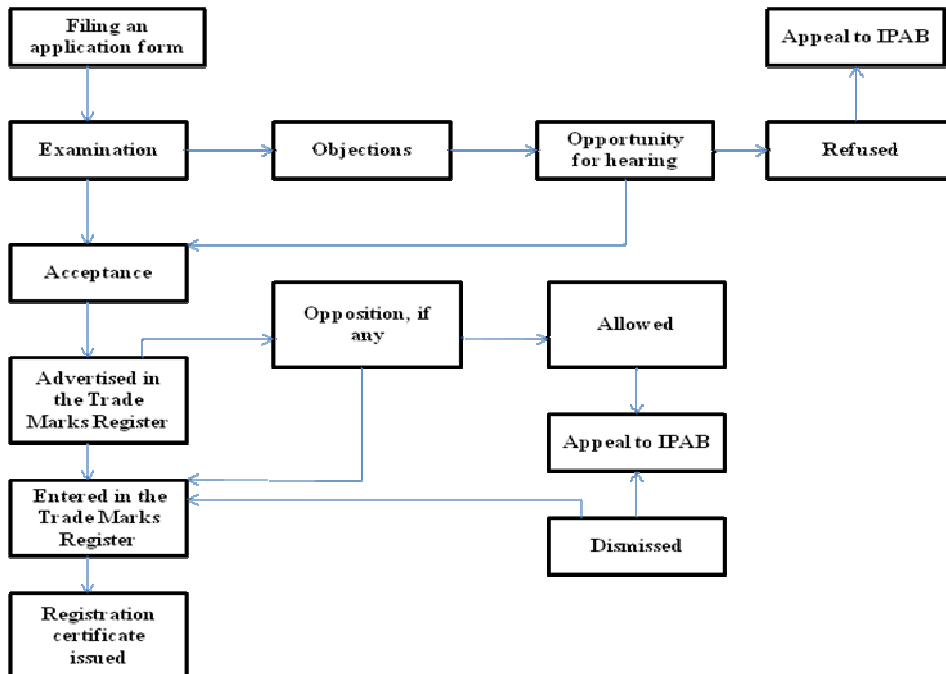 Filing an
application form
Appeal to IPAB
Examination
Objections
Opportunity
for hearing
Refused
Acceptance
Opposition, if
any
Allowed
Advertised in
the Trade
Marks Register
Appeal to IPAB
Entered in the
Trade Marks
Register
Dismissed
Registration
certificate
issued